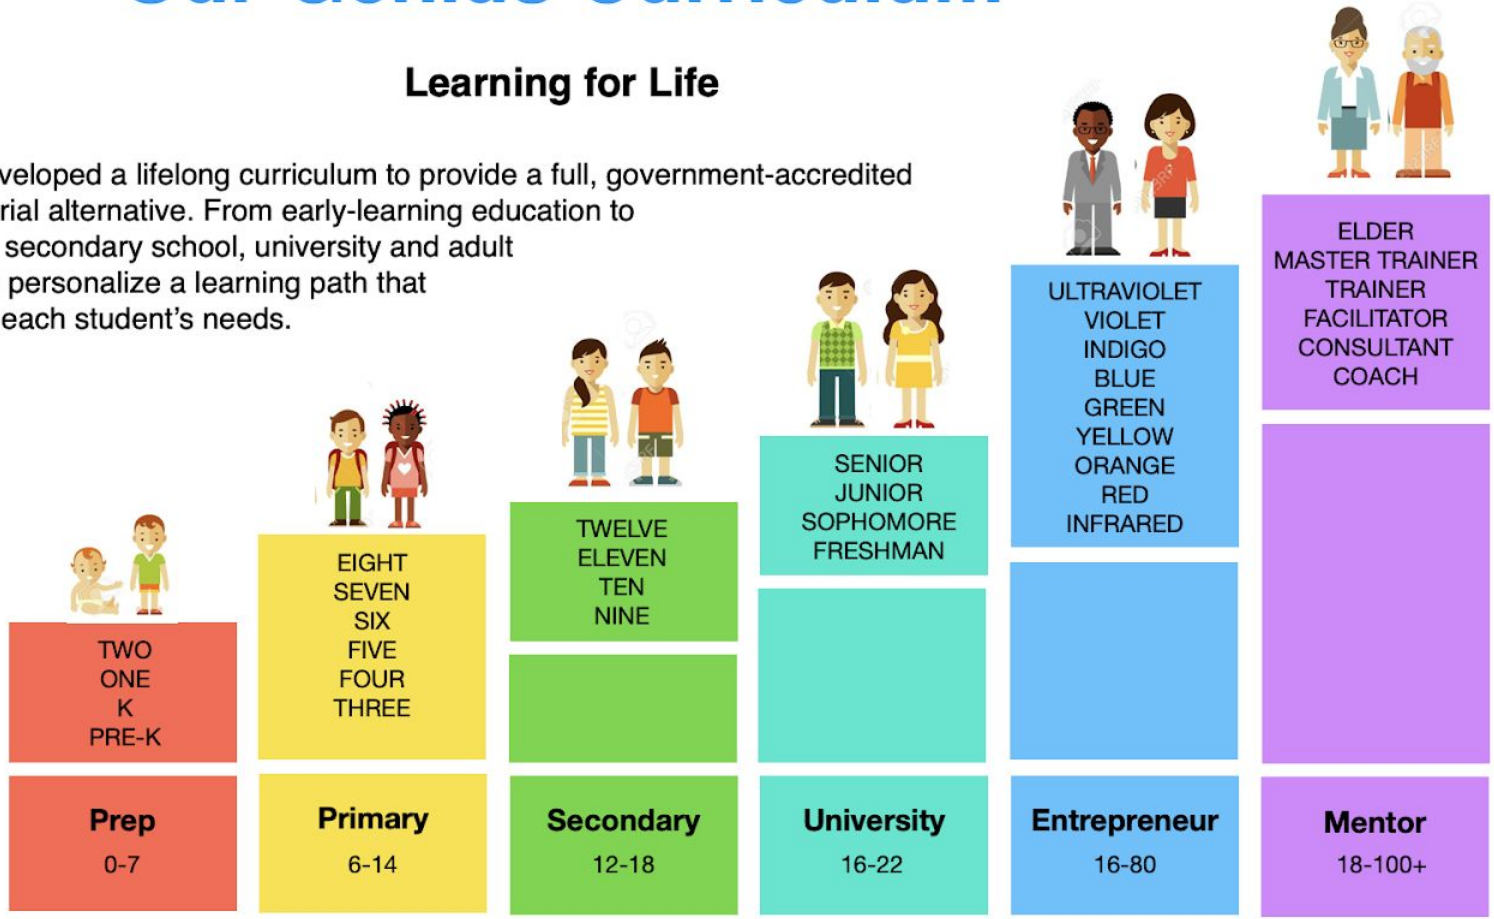 Our Genius Curriculum
Learning for Life
veloped a lifelong curriculum to provide a full, government-accredited
rial alternative. From early-learning education to
secondary school, university and adult
personalize a learning path that
each student's needs.
TWO
ONE
K
PRE-K
Prep
0-7
EIGHT
SEVEN
SIX
FIVE
FOUR
THREE
Primary
6-14
TWELVE
ELEVEN
TEN
NINE
Secondary
12-18
SENIOR
JUNIOR
SOPHOMORE
FRESHMAN
University
16-22
ULTRAVIOLET
VIOLET
INDIGO
BLUE
GREEN
YELLOW
ORANGE
RED
INFRARED
Entrepreneur
16-80
ELDER
MASTER TRAINER
TRAINER
FACILITATOR
CONSULTANT
COACH
Mentor
18-100+